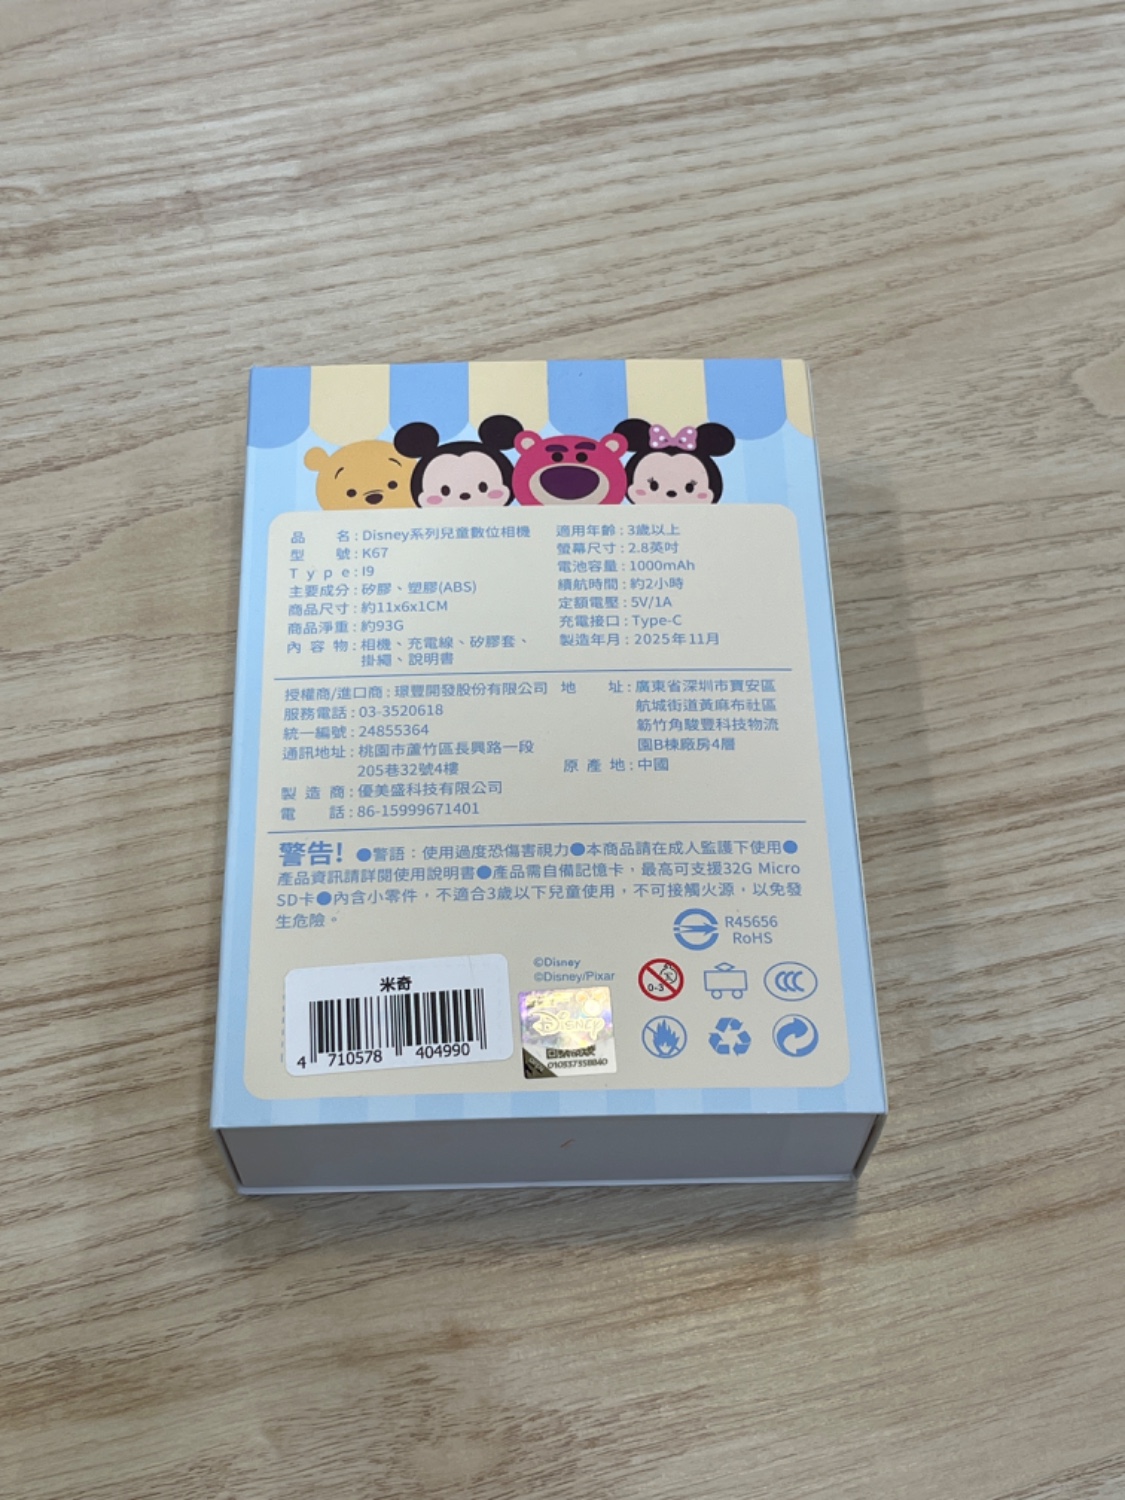 品名:Disney系列兒童數位相機
型號:K67
Type:I9
主要成分:矽膠、塑膠(ABS)
商品尺寸:約11x6x1CM
商品淨重:約93G
內容物:相機、充電線、矽膠套、
掛繩、說明書
適用年齡:3歲以上
螢幕尺寸:2.8英吋
電池容量:1000mAh
續航時間:約2小時
定額電壓:5V/1A
充電接口:Type-C
製造年月:2025年11月
授權商/進口商:環豐開發股份有限公司
服務電話:03-3520618
統一編號:24855364
通訊地址:桃園市蘆竹區長興路一段
205巷32號4樓
製造商:優美盛科技有限公司
電話:86-15999671401
地址:廣東省深圳市寶安區
航城街道黃麻布社區
簕竹角駿豐科技物流
園B棟廠房4層
原產地:中國
警告! ●警語:使用過度恐傷害視力●本商品請在成人監護下使用●
產品資訊請詳閱使用說明書●產品需自備記憶卡,最高可支援32G Micro
SD卡●內含小零件,不適合3歲以下兒童使用,不可接觸火源,以免發
生危險。
R45656
RoHS
©Disney
©Disney/Pixar
0-3
CCC
米奇
4 710578 404990
Disney